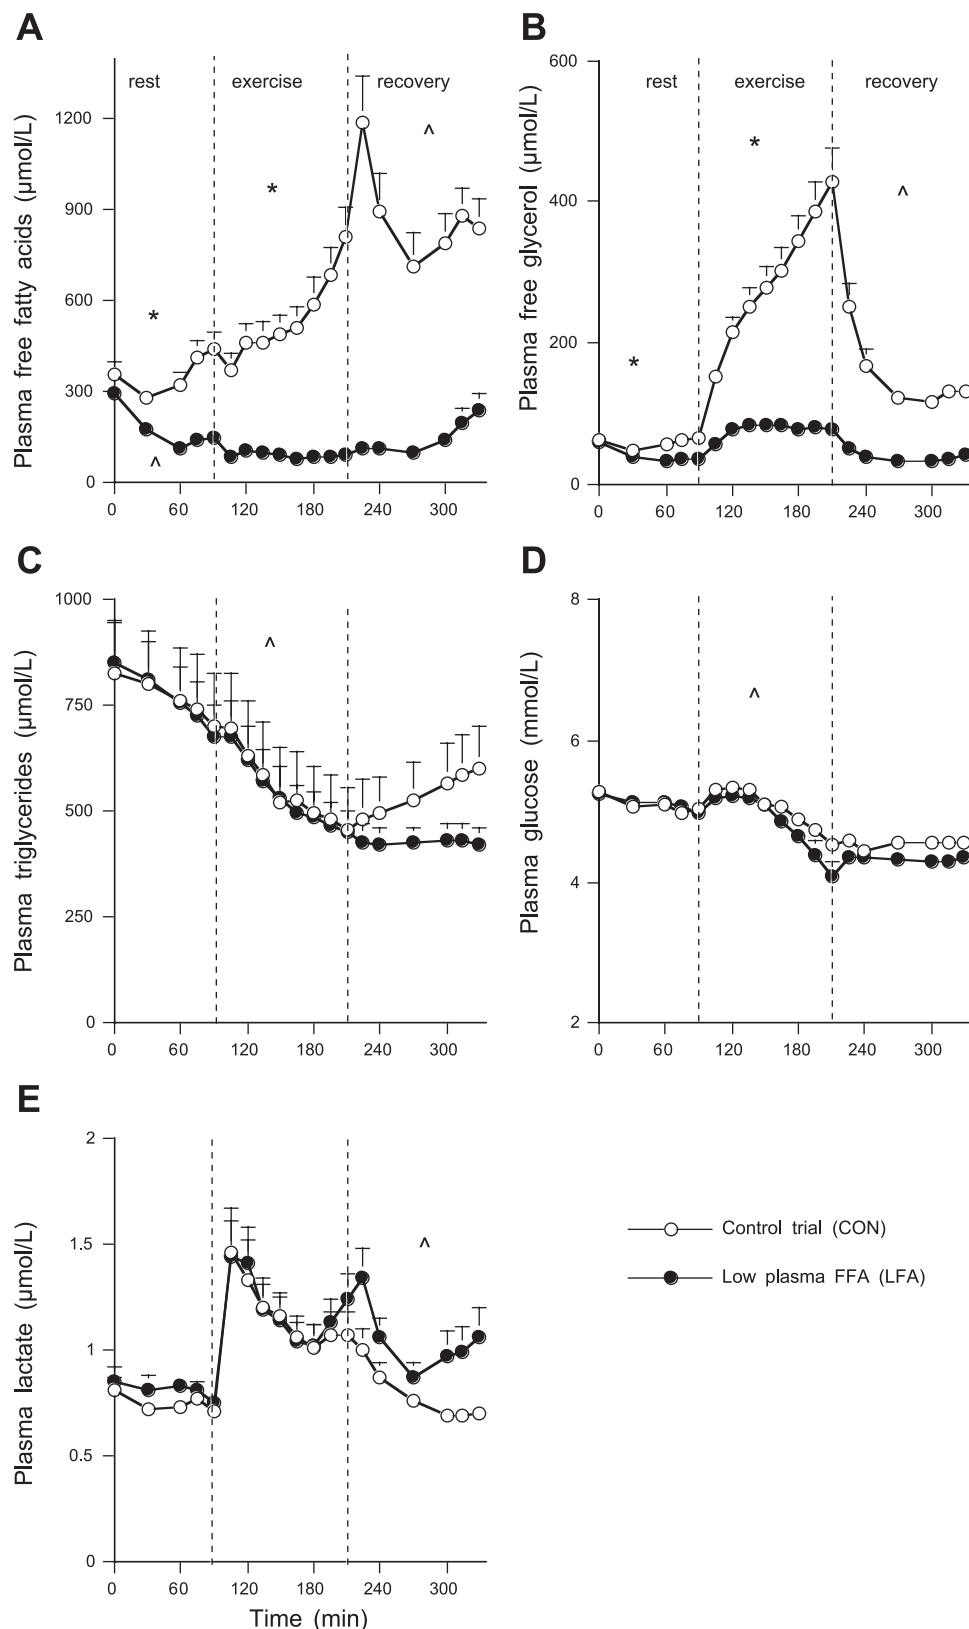 A
B
rest exercise recovery
rest exercise recovery
Plasma free fatty acids (µmol/L)
1200
900
600
300
0
* * ^ ^
0 60 120 180 240 300
Plasma free glycerol (µmol/L)
600
400
200
0
* * ^
0 60 120 180 240 300
C
D
Plasma triglycerides (µmol/L)
1000
750
500
250
0
^
0 60 120 180 240 300
Plasma glucose (mmol/L)
8
6
4
2
^
0 60 120 180 240 300
E
Plasma lactate (µmol/L)
2
1.5
1
0.5
0
^
0 60 120 180 240 300
Time (min)
Control trial (CON)
Low plasma FFA (LFA)